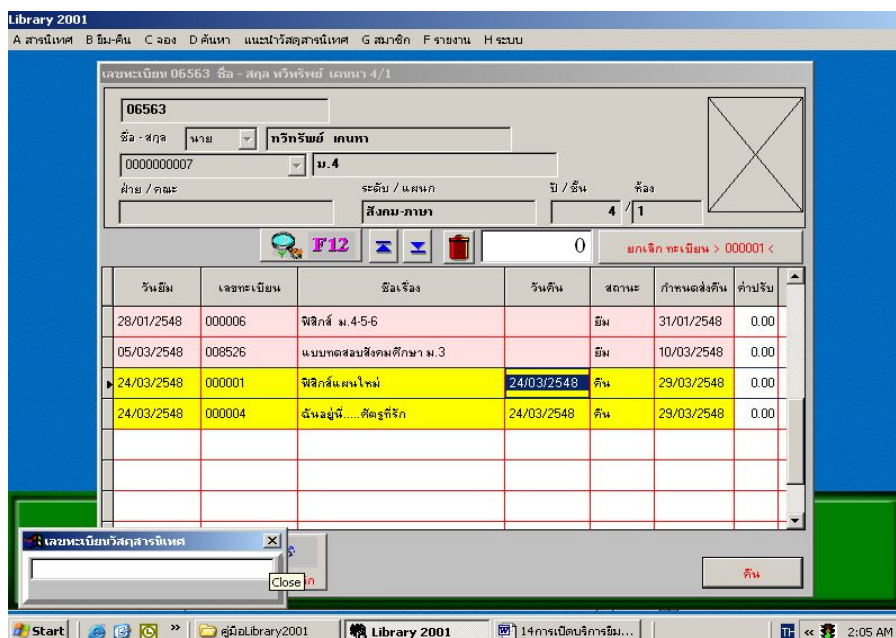 Library 2001
A สารนิเทศ B ยืม-คืน C จอง D ค้นหา แนะนำวัสดุสารนิเทศ G สมาชิก F รายงาน H ระบบ
เลขทะเบียน 06563 ชื่อ - สกุล ทวีทรัพย์ เคนหา 4/1
06563
ชื่อ - สกุล นาย ทวีทรัพย์ เคนหา
0000000007 ม.4
ฝ่าย / คณะ ระดับ / แผนก ปี / ชั้น ห้อง
สังคม-ภาษา 4 / 1
F12 0 ยกเลิก ทะเบียน > 000001 <
วันยืม เลขทะเบียน ชื่อเรื่อง วันคืน สถานะ กำหนดส่งคืน ค่าปรับ
28/01/2548 000006 ฟิสิกส์ ม.4-5-6 ยืม 31/01/2548 0.00
05/03/2548 008526 แบบทดสอบสังคมศึกษา ม.3 ยืม 10/03/2548 0.00
24/03/2548 000001 ฟิสิกส์แผนใหม่ 24/03/2548 คืน 29/03/2548 0.00
24/03/2548 000004 ฉันอยู่นี่.....ศัตรูที่รัก 24/03/2548 คืน 29/03/2548 0.00
เลขทะเบียนวัสดุสารนิเทศ
Close
คืน
Start คู่มือLibrary2001 Library 2001 14การเปิดบริการยืม... TH 2:05 AM